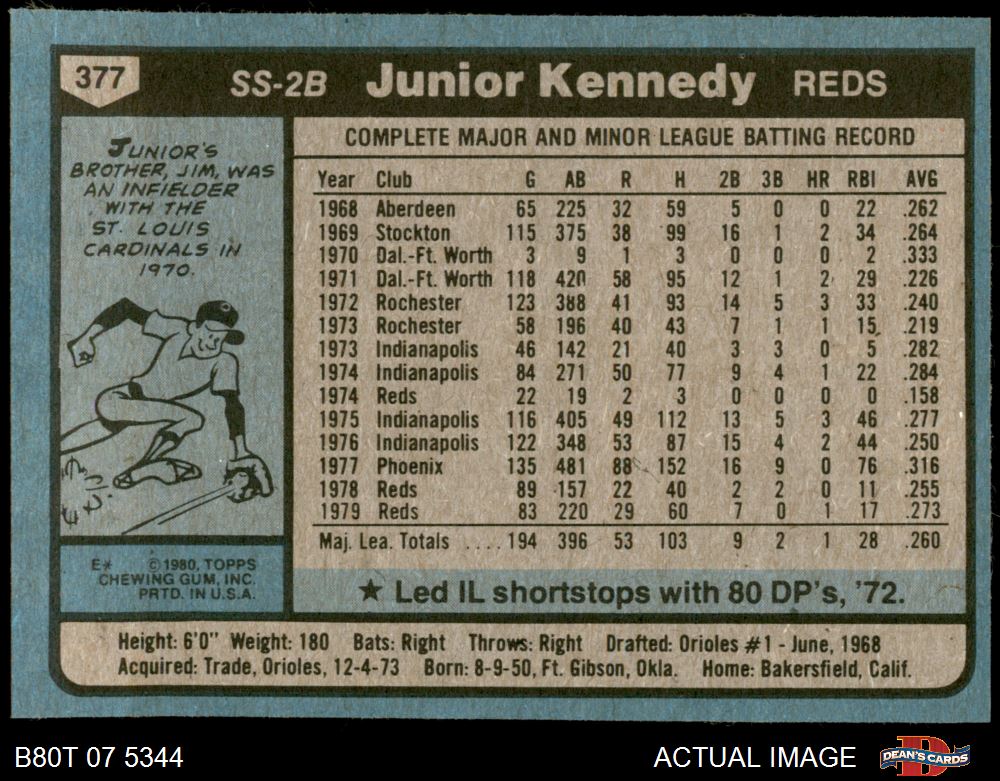 377 SS-2B Junior Kennedy REDS
JUNIOR'S
BROTHER, JIM, WAS
AN INFIELDER
WITH THE
ST. LOUIS
CARDINALS IN
1970.
E* ©1980, TOPPS
CHEWING GUM, INC.
PRTD. IN U.S.A.
COMPLETE MAJOR AND MINOR LEAGUE BATTING RECORD
Year Club G AB R H 2B 3B HR RBI AVG
1968 Aberdeen 65 225 32 59 5 0 0 22 .262
1969 Stockton 115 375 38 99 16 1 2 34 .264
1970 Dal.-Ft. Worth 3 9 1 3 0 0 0 2 .333
1971 Dal.-Ft. Worth 118 420 58 95 12 1 2 29 .226
1972 Rochester 123 388 41 93 14 5 3 33 .240
1973 Rochester 58 196 40 43 7 1 1 15 .219
1973 Indianapolis 46 142 21 40 3 3 0 5 .282
1974 Indianapolis 84 271 50 77 9 4 1 22 .284
1974 Reds 22 19 2 3 0 0 0 0 .158
1975 Indianapolis 116 405 49 112 13 5 3 46 .277
1976 Indianapolis 122 348 53 87 15 4 2 44 .250
1977 Phoenix 135 481 88 152 16 9 0 76 .316
1978 Reds 89 157 22 40 2 2 0 11 .255
1979 Reds 83 220 29 60 7 0 1 17 .273
Maj. Lea. Totals .... 194 396 53 103 9 2 1 28 .260
★ Led IL shortstops with 80 DP's, '72.
Height: 6'0" Weight: 180 Bats: Right Throws: Right Drafted: Orioles #1 - June, 1968
Acquired: Trade, Orioles, 12-4-73 Born: 8-9-50, Ft. Gibson, Okla. Home: Bakersfield, Calif.
B80T 07 5344 ACTUAL IMAGE DEAN'S CARDS